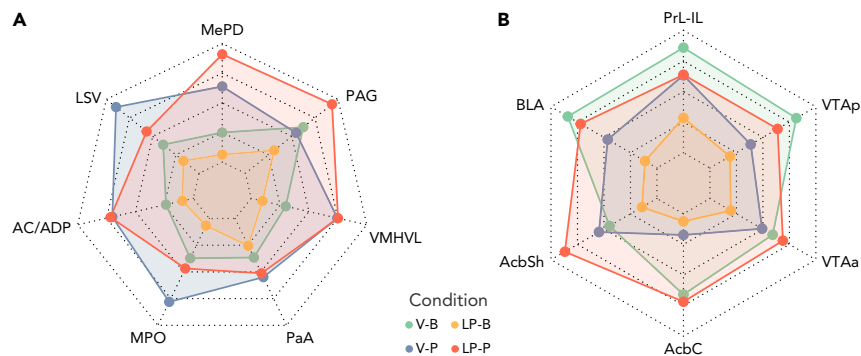 A
MePD
PAG
VMHVL
PaA
MPO
AC/ADP
LSV
B
PrL-IL
VTAp
VTAa
AcbC
AcbSh
BLA
Condition
V-B LP-B
V-P LP-P